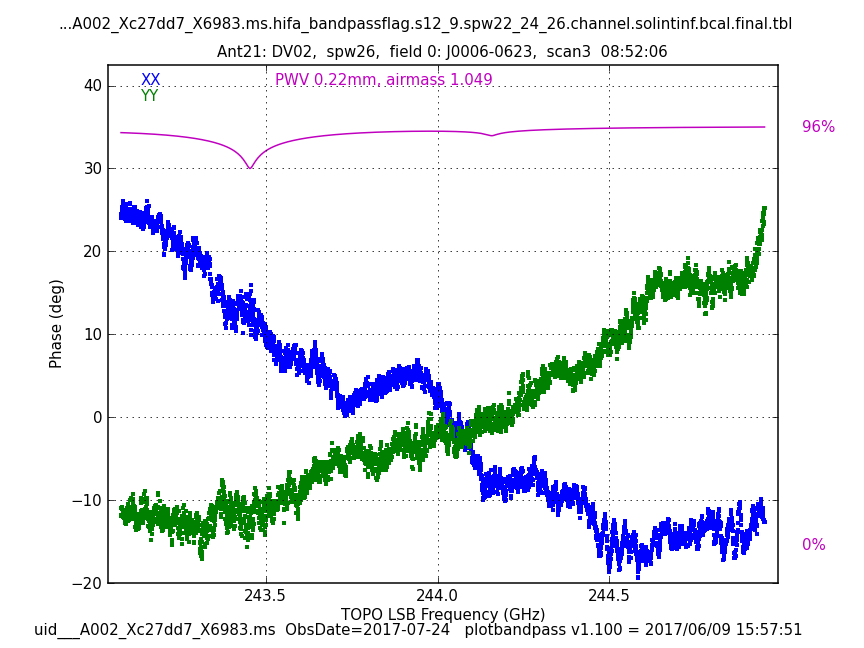 ...A002_Xc27dd7_X6983.ms.hifa_bandpassflag.s12_9.spw22_24_26.channel.solintinf.bcal.final.tbl
Ant21: DV02,  spw26,  field 0: J0006-0623,  scan3  08:52:06
XX
YY
PWV 0.22mm, airmass 1.049
96%
0%
40
30
20
10
0
−10
−20
Phase (deg)
243.5
244.0
244.5
TOPO LSB Frequency (GHz)
uid___A002_Xc27dd7_X6983.ms  ObsDate=2017-07-24   plotbandpass v1.100 = 2017/06/09 15:57:51